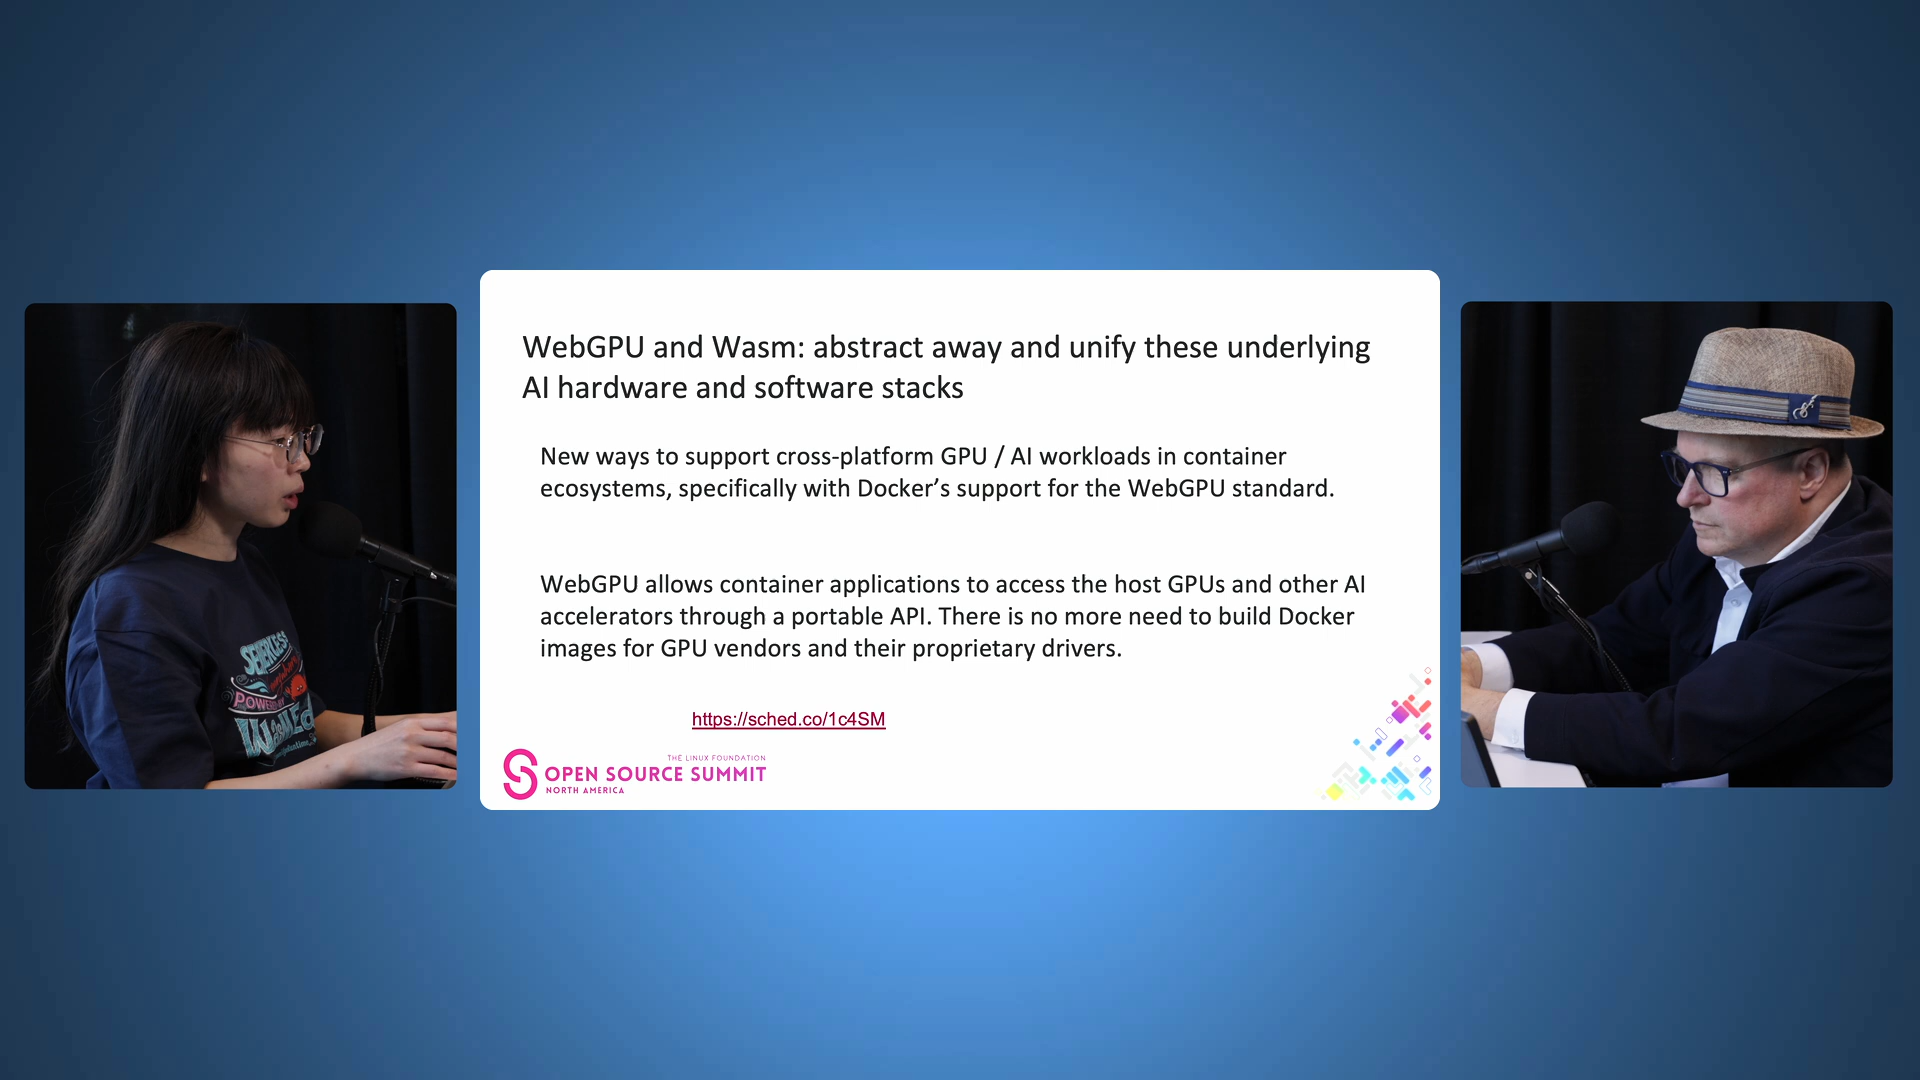 WebGPU and Wasm: abstract away and unify these underlying
AI hardware and software stacks
New ways to support cross-platform GPU / AI workloads in container
ecosystems, specifically with Docker’s support for the WebGPU standard.
WebGPU allows container applications to access the host GPUs and other AI
accelerators through a portable API. There is no more need to build Docker
images for GPU vendors and their proprietary drivers.
https://sched.co/1c4SM
THE LINUX FOUNDATION
OPEN SOURCE SUMMIT
NORTH AMERICA
SERVERLESS
POWERED